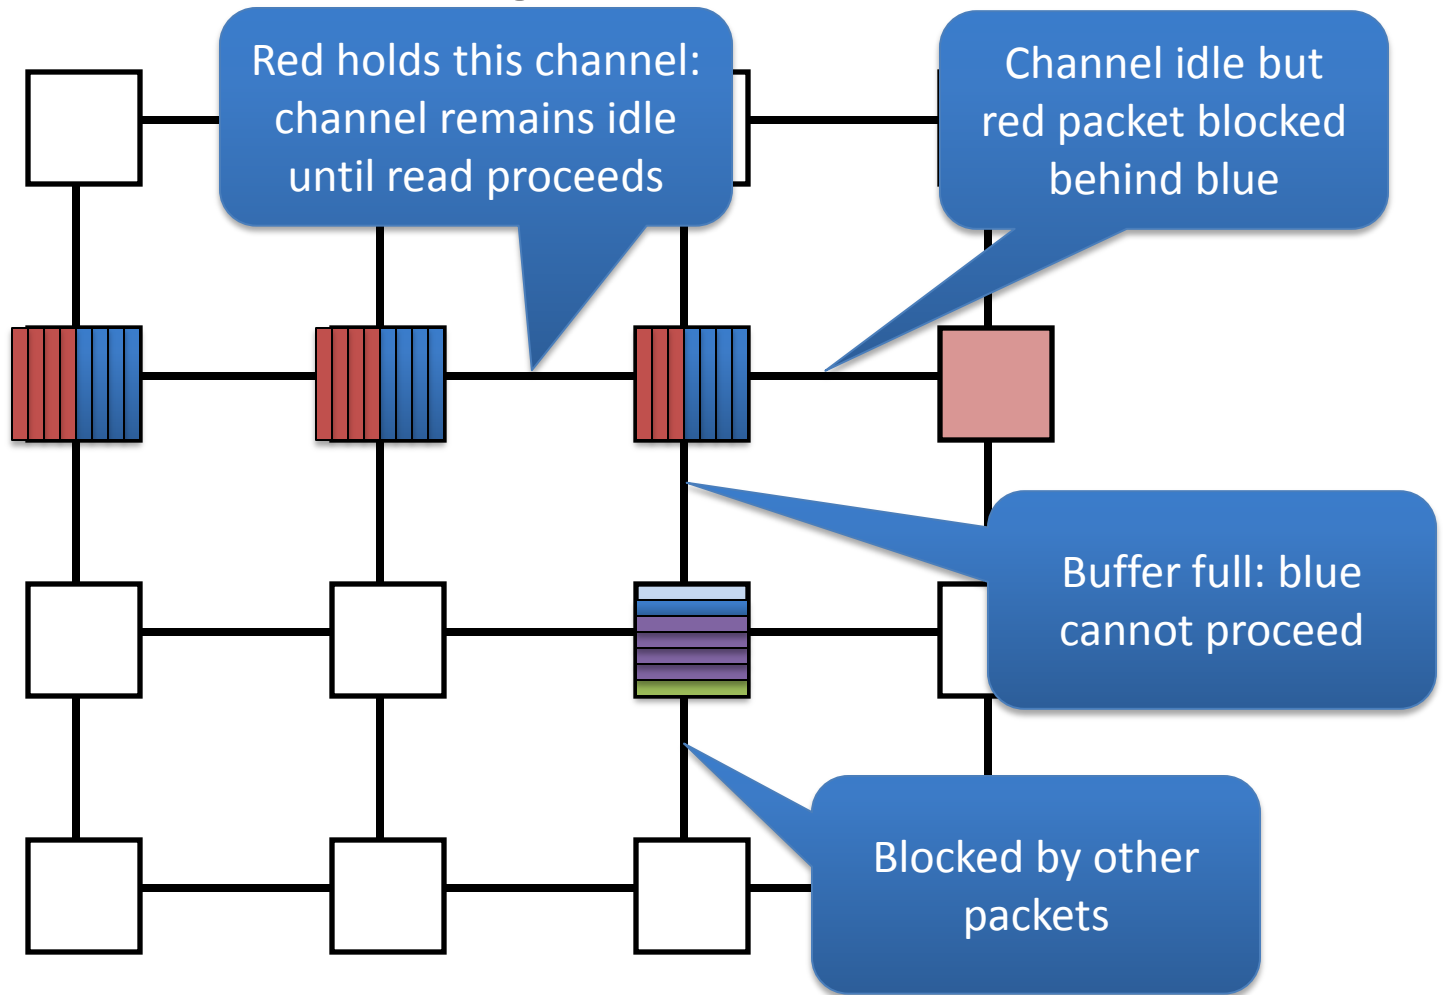 Red holds this channel:
channel remains idle
until read proceeds
Channel idle but
red packet blocked
behind blue
Buffer full: blue
cannot proceed
Blocked by other
packets